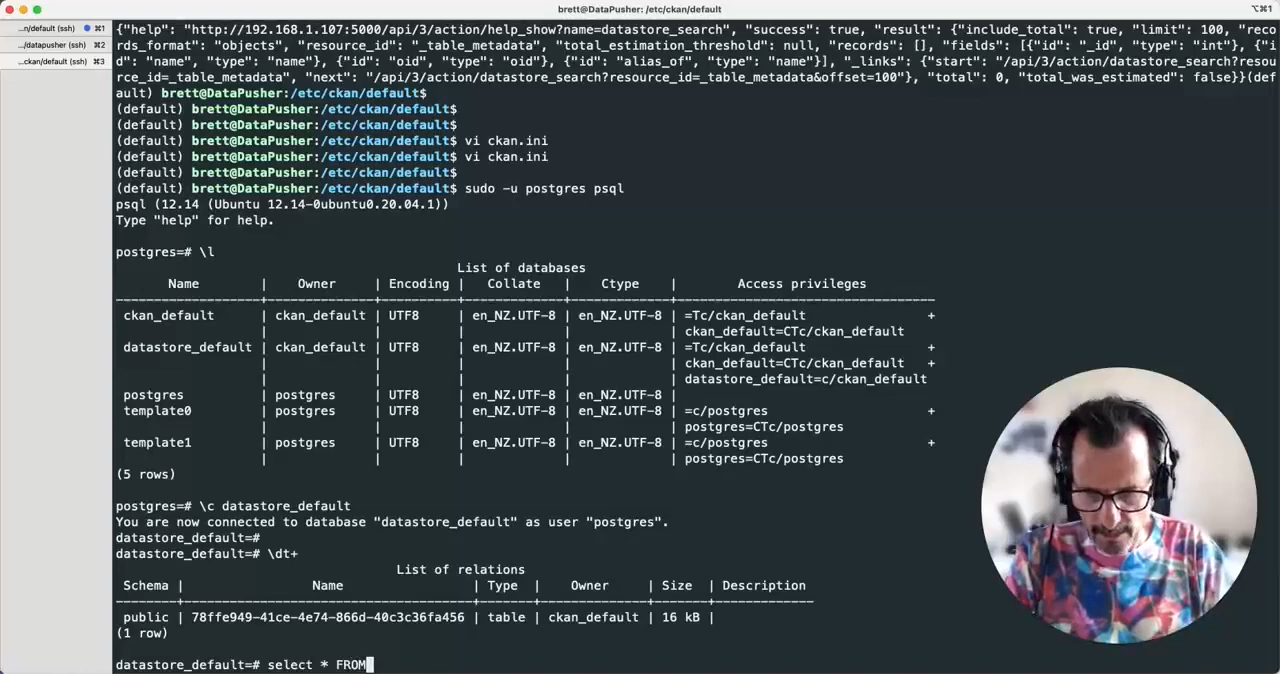 brett@DataPusher: /etc/ckan/default
⌥⌘1
...n/default (ssh) ⌘1
.../datapusher (ssh) ⌘2
...ckan/default (ssh) ⌘3
{"help": "http://192.168.1.107:5000/api/3/action/help_show?name=datastore_search", "success": true, "result": {"include_total": true, "limit": 100, "reco
rds_format": "objects", "resource_id": "_table_metadata", "total_estimation_threshold": null, "records": [], "fields": [{"id": "_id", "type": "int"}, {"i
d": "name", "type": "name"}, {"id": "oid", "type": "oid"}, {"id": "alias_of", "type": "name"}], "_links": {"start": "/api/3/action/datastore_search?resou
rce_id=_table_metadata", "next": "/api/3/action/datastore_search?resource_id=_table_metadata&offset=100"}, "total": 0, "total_was_estimated": false}}(def
ault) brett@DataPusher:/etc/ckan/default$
(default) brett@DataPusher:/etc/ckan/default$
(default) brett@DataPusher:/etc/ckan/default$
(default) brett@DataPusher:/etc/ckan/default$ vi ckan.ini
(default) brett@DataPusher:/etc/ckan/default$ vi ckan.ini
(default) brett@DataPusher:/etc/ckan/default$
(default) brett@DataPusher:/etc/ckan/default$ sudo -u postgres psql
psql (12.14 (Ubuntu 12.14-0ubuntu0.20.04.1))
Type "help" for help.
postgres=# \l
List of databases
Name | Owner | Encoding | Collate | Ctype | Access privileges
-------------------+--------------+----------+-------------+-------------+---------------------------------
ckan_default | ckan_default | UTF8 | en_NZ.UTF-8 | en_NZ.UTF-8 | =Tc/ckan_default +
| | | | | ckan_default=CTc/ckan_default
datastore_default | ckan_default | UTF8 | en_NZ.UTF-8 | en_NZ.UTF-8 | =Tc/ckan_default +
| | | | | ckan_default=CTc/ckan_default +
| | | | | datastore_default=c/ckan_default
postgres | postgres | UTF8 | en_NZ.UTF-8 | en_NZ.UTF-8 |
template0 | postgres | UTF8 | en_NZ.UTF-8 | en_NZ.UTF-8 | =c/postgres +
| | | | | postgres=CTc/postgres
template1 | postgres | UTF8 | en_NZ.UTF-8 | en_NZ.UTF-8 | =c/postgres +
| | | | | postgres=CTc/postgres
(5 rows)
postgres=# \c datastore_default
You are now connected to database "datastore_default" as user "postgres".
datastore_default=#
datastore_default=# \dt+
List of relations
Schema | Name | Type | Owner | Size | Description
--------+--------------------------------------+-------+--------------+-------+-------------
public | 78ffe949-41ce-4e74-866d-40c3c36fa456 | table | ckan_default | 16 kB |
(1 row)
datastore_default=# select * FROM